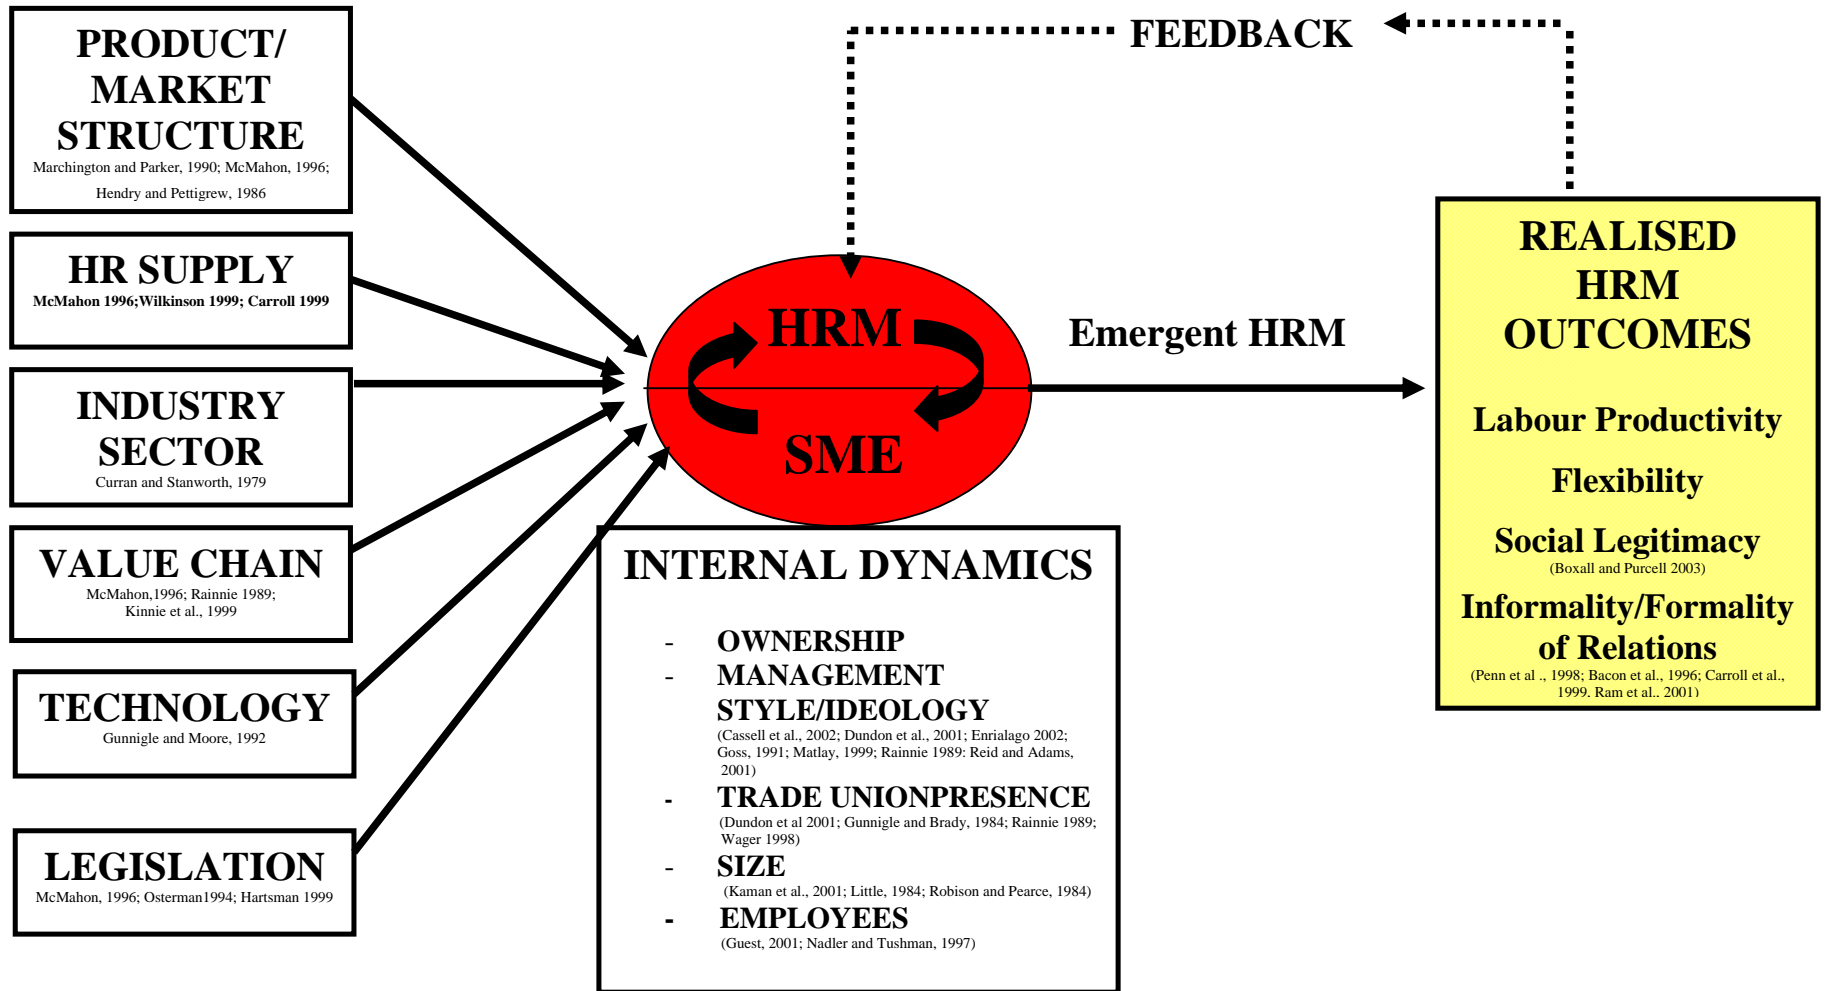 PRODUCT/
MARKET
STRUCTURE
Marchington and Parker, 1990; McMahon, 1996;
Hendry and Pettigrew, 1986
HR SUPPLY
McMahon 1996;Wilkinson 1999; Carroll 1999
INDUSTRY
SECTOR
Curran and Stanworth, 1979
VALUE CHAIN
McMahon,1996; Rainnie 1989;
Kinnie et al., 1999
TECHNOLOGY
Gunnigle and Moore, 1992
LEGISLATION
McMahon, 1996; Osterman1994; Hartsman 1999
FEEDBACK
HRM
SME
Emergent HRM
INTERNAL DYNAMICS
- OWNERSHIP
- MANAGEMENT
STYLE/IDEOLOGY
(Cassell et al., 2002; Dundon et al., 2001; Enrialago 2002;
Goss, 1991; Matlay, 1999; Rainnie 1989: Reid and Adams,
2001)
- TRADE UNIONPRESENCE
(Dundon et al 2001; Gunnigle and Brady, 1984; Rainnie 1989;
Wager 1998)
- SIZE
(Kaman et al., 2001; Little, 1984; Robison and Pearce, 1984)
- EMPLOYEES
(Guest, 2001; Nadler and Tushman, 1997)
REALISED
HRM
OUTCOMES
Labour Productivity
Flexibility
Social Legitimacy
(Boxall and Purcell 2003)
Informality/Formality
of Relations
(Penn et al ., 1998; Bacon et al., 1996; Carroll et al.,
1999. Ram et al.. 2001)